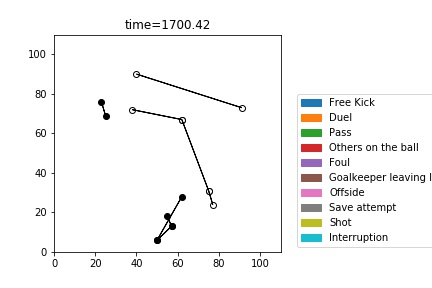 time=1700.42
100
80
60
40
20
0
0 20 40 60 80 100
Free Kick
Duel
Pass
Others on the ball
Foul
Goalkeeper leaving l
Offside
Save attempt
Shot
Interruption